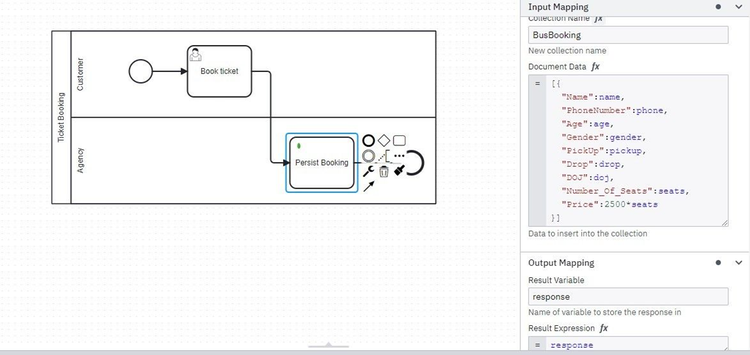 Ticket Booking
Customer
Agency
Book ticket
Persist Booking
Input Mapping
Collection Name fx
BusBooking
New collection name
Document Data fx
= [{
"Name":name,
"PhoneNumber":phone,
"Age":age,
"Gender":gender,
"PickUp":pickup,
"Drop":drop,
"DOJ":doj,
"Number_Of_Seats":seats,
"Price":2500*seats
}]
Data to insert into the collection
Output Mapping
Result Variable
response
Name of variable to store the response in
Result Expression fx
= response